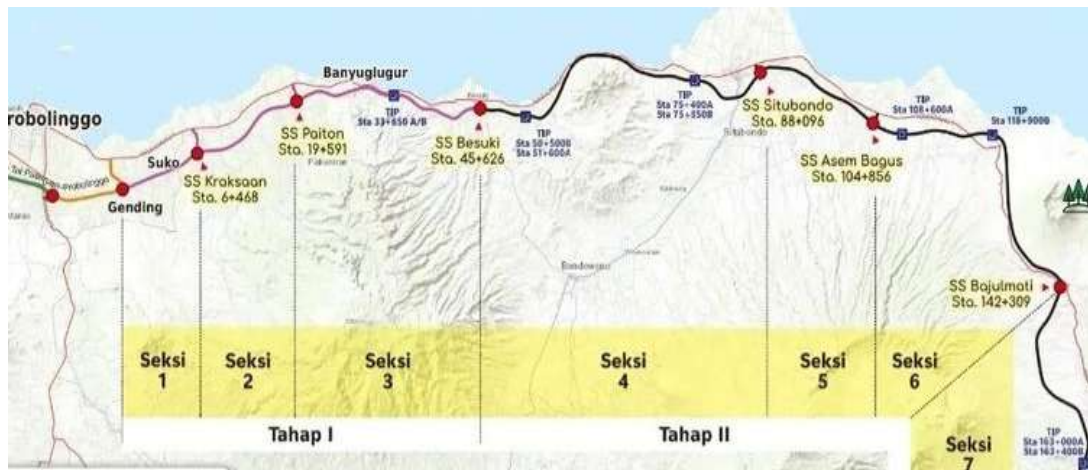 robolinggo
Suko
Gending
SS Kraksaan
Sta. 6+468
SS Paiton
Sta. 19+591
Banyuglugur
TIP
Sta 33+650 A/B
SS Besuki
Sta. 45+626
TIP
Sta 50+500B
Sta 51+600A
TIP
Sta 75+400A
Sta 75+850B
Situbondo
SS Situbondo
Sta. 88+096
TIP
Sta 108+600A
SS Asem Bagus
Sta. 104+856
TIP
Sta 118+900B
SS Bajulmati
Sta. 142+309
Bondowoso
Seksi
1
Seksi
2
Seksi
3
Seksi
4
Seksi
5
Seksi
6
Seksi
7
Tahap I
Tahap II
TIP
Sta 163+000A
Sta 163+400B